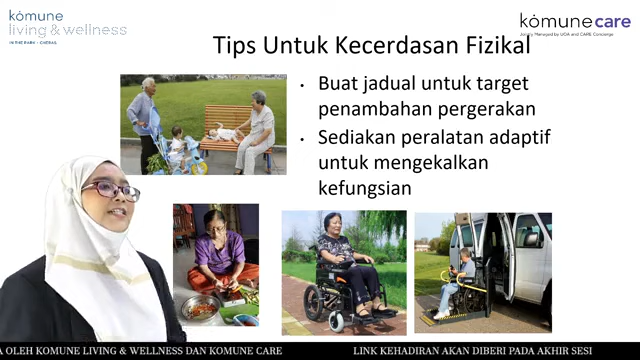 kömune
living & wellness
IN THE PARK - CHERAS
kömunecare
Jointly Managed by UOA and CARE Concierge
Tips Untuk Kecerdasan Fizikal
• Buat jadual untuk target
penambahan pergerakan
• Sediakan peralatan adaptif
untuk mengekalkan
kefungsian
A OLEH KOMUNE LIVING & WELLNESS DAN KOMUNE CARE
LINK KEHADIRAN AKAN DIBERI PADA AKHIR SESI